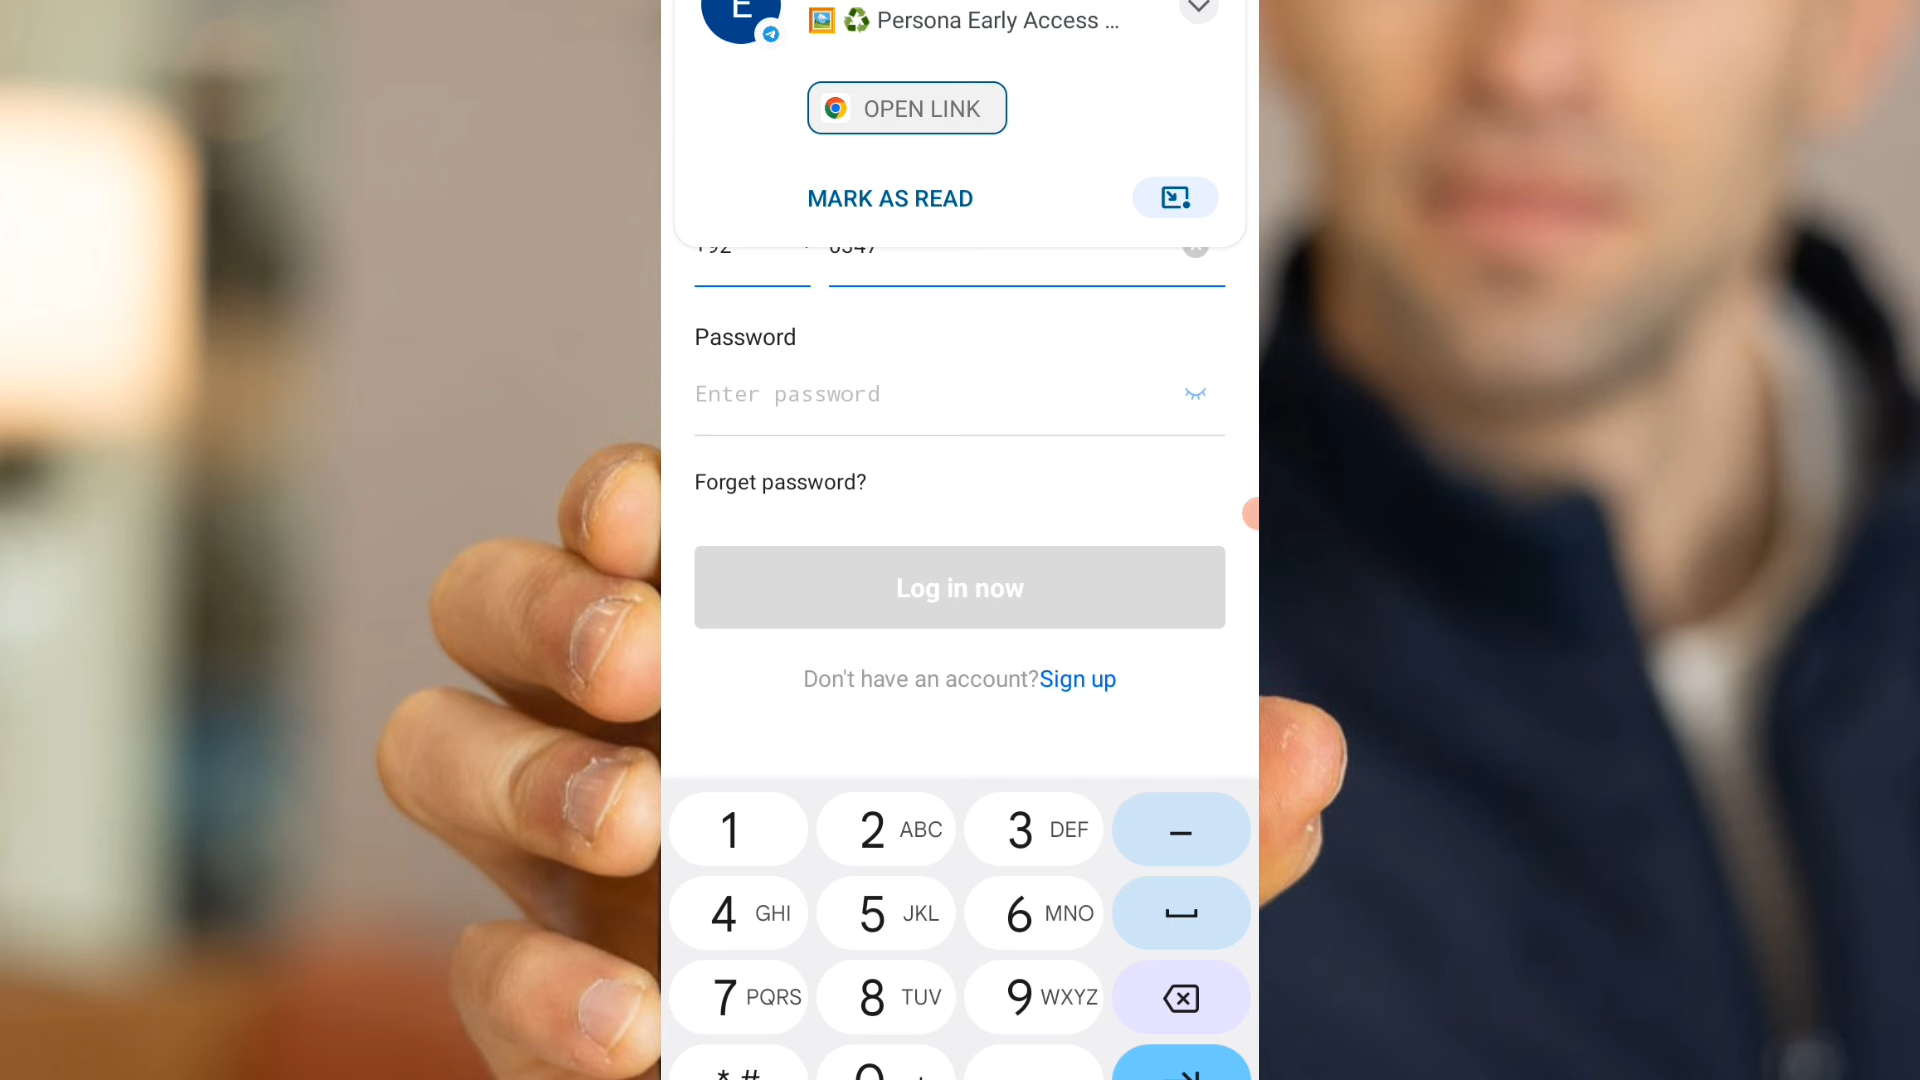 E
Persona Early Access ...
OPEN LINK
MARK AS READ
+92 0347
Password
Enter password
Forget password?
Log in now
Don't have an account?Sign up
1
2 ABC
3 DEF
–
4 GHI
5 JKL
6 MNO
7 PQRS
8 TUV
9 WXYZ
* #
0 +